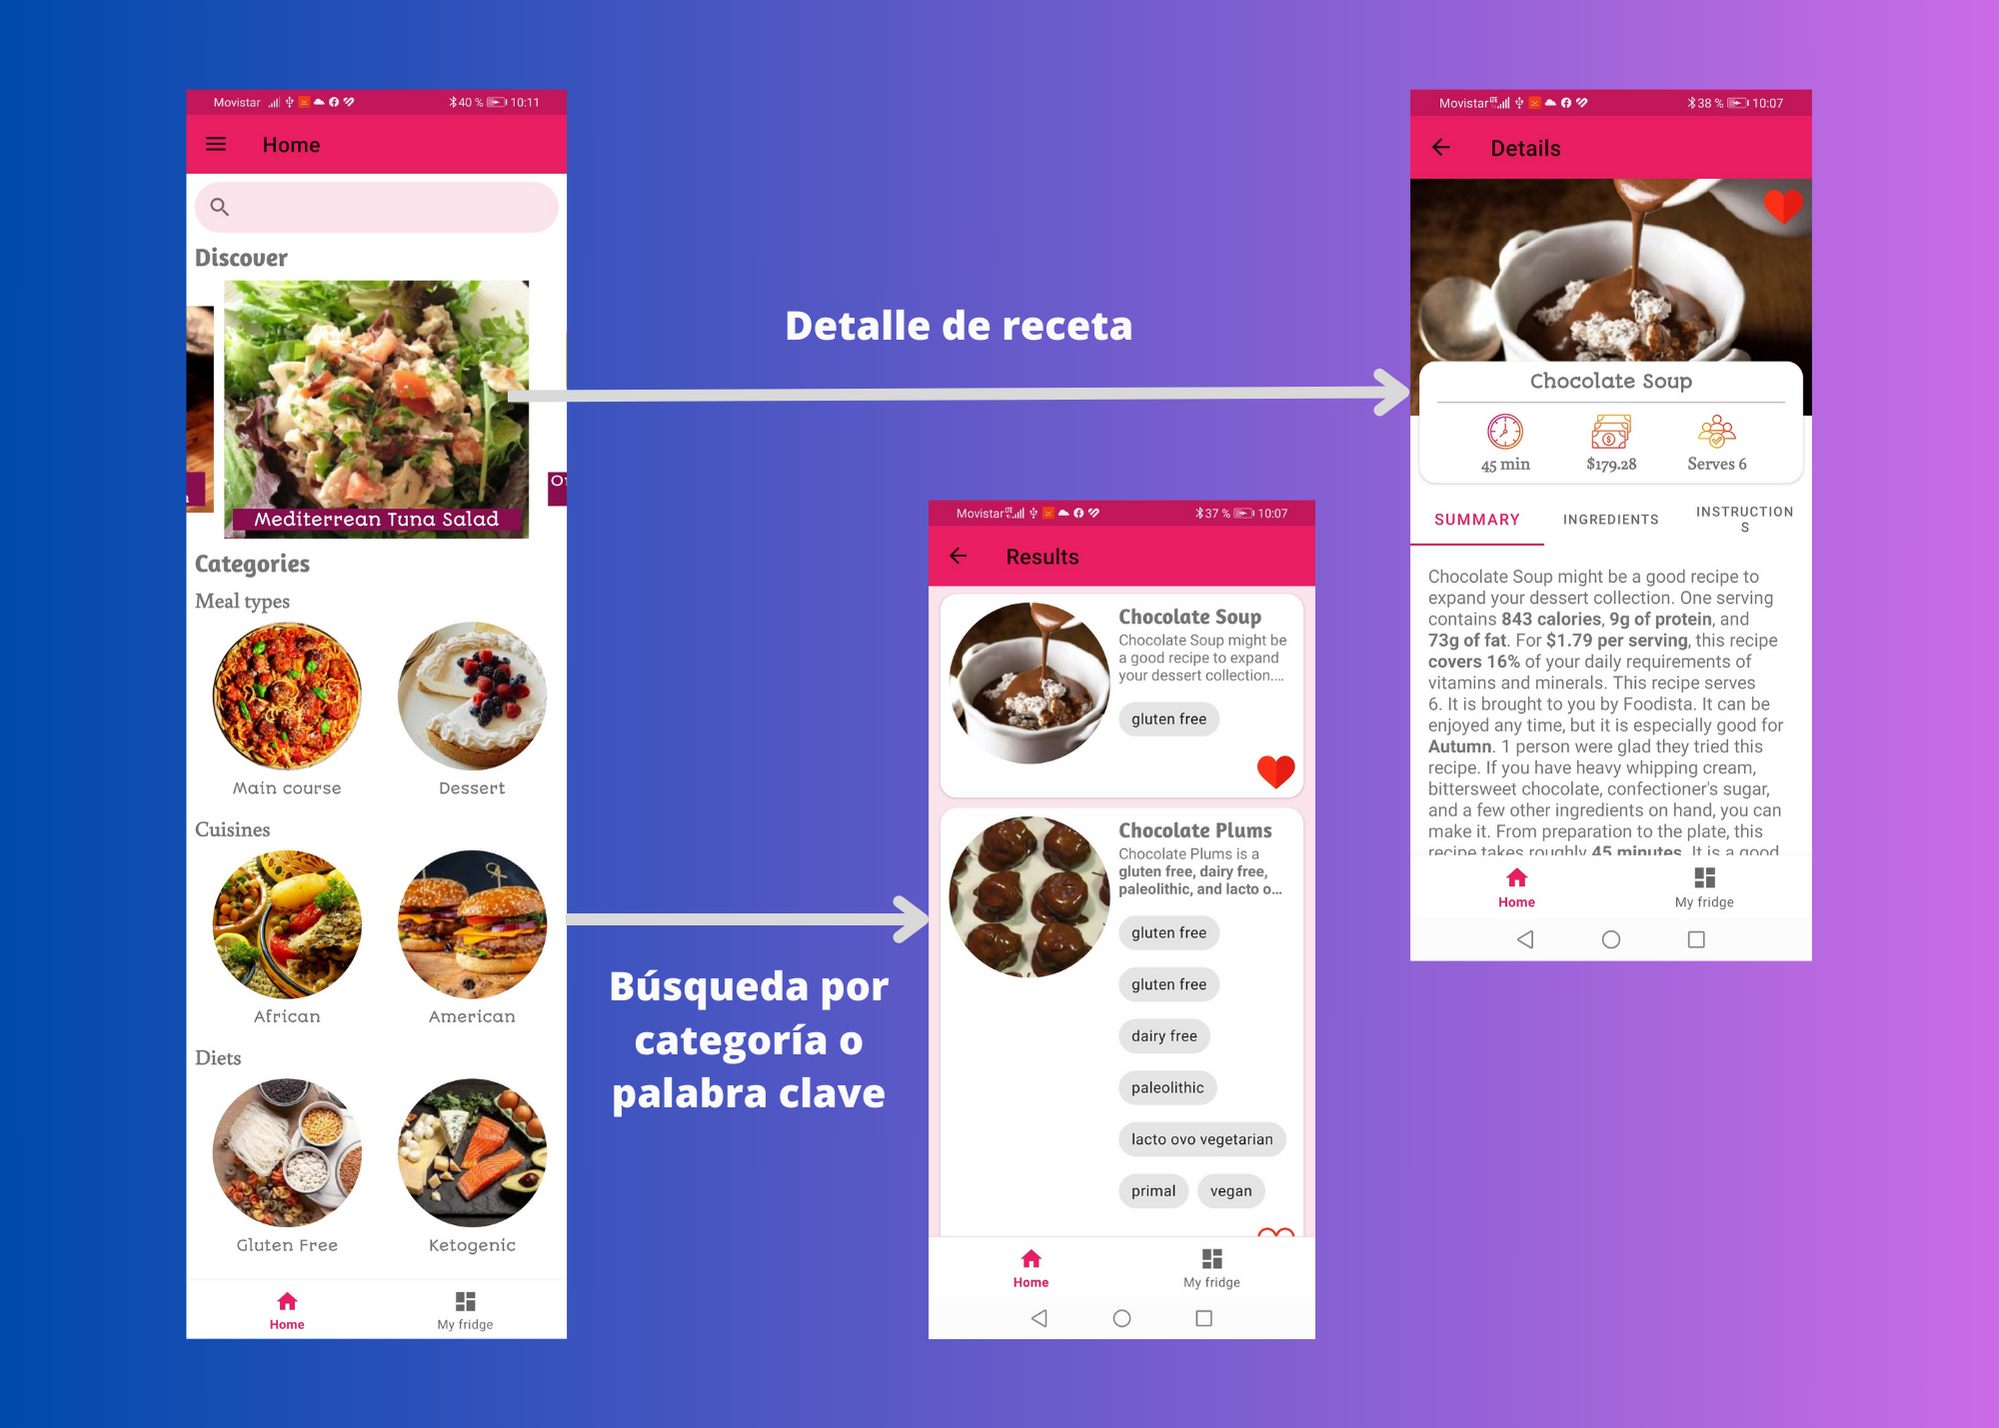 Movistar 40 % 10:11
Home
Discover
Mediterrean Tuna Salad
Categories
Meal types
Main course Dessert
Cuisines
African American
Diets
Gluten Free Ketogenic
Home My fridge
Detalle de receta
Búsqueda por
categoría o
palabra clave
Movistar 37 % 10:07
Results
Chocolate Soup
Chocolate Soup might be
a good recipe to expand
your dessert collection....
gluten free
Chocolate Plums
Chocolate Plums is a
gluten free, dairy free,
paleolithic, and lacto o...
gluten free
gluten free
dairy free
paleolithic
lacto ovo vegetarian
primal vegan
Home My fridge
Movistar 38 % 10:07
Details
Chocolate Soup
45 min $179.28 Serves 6
SUMMARY INGREDIENTS INSTRUCTION
S
Chocolate Soup might be a good recipe to
expand your dessert collection. One serving
contains 843 calories, 9g of protein, and
73g of fat. For $1.79 per serving, this recipe
covers 16% of your daily requirements of
vitamins and minerals. This recipe serves
6. It is brought to you by Foodista. It can be
enjoyed any time, but it is especially good for
Autumn. 1 person were glad they tried this
recipe. If you have heavy whipping cream,
bittersweet chocolate, confectioner's sugar,
and a few other ingredients on hand, you can
make it. From preparation to the plate, this
recipe takes roughly 45 minutes. It is a good
Home My fridge